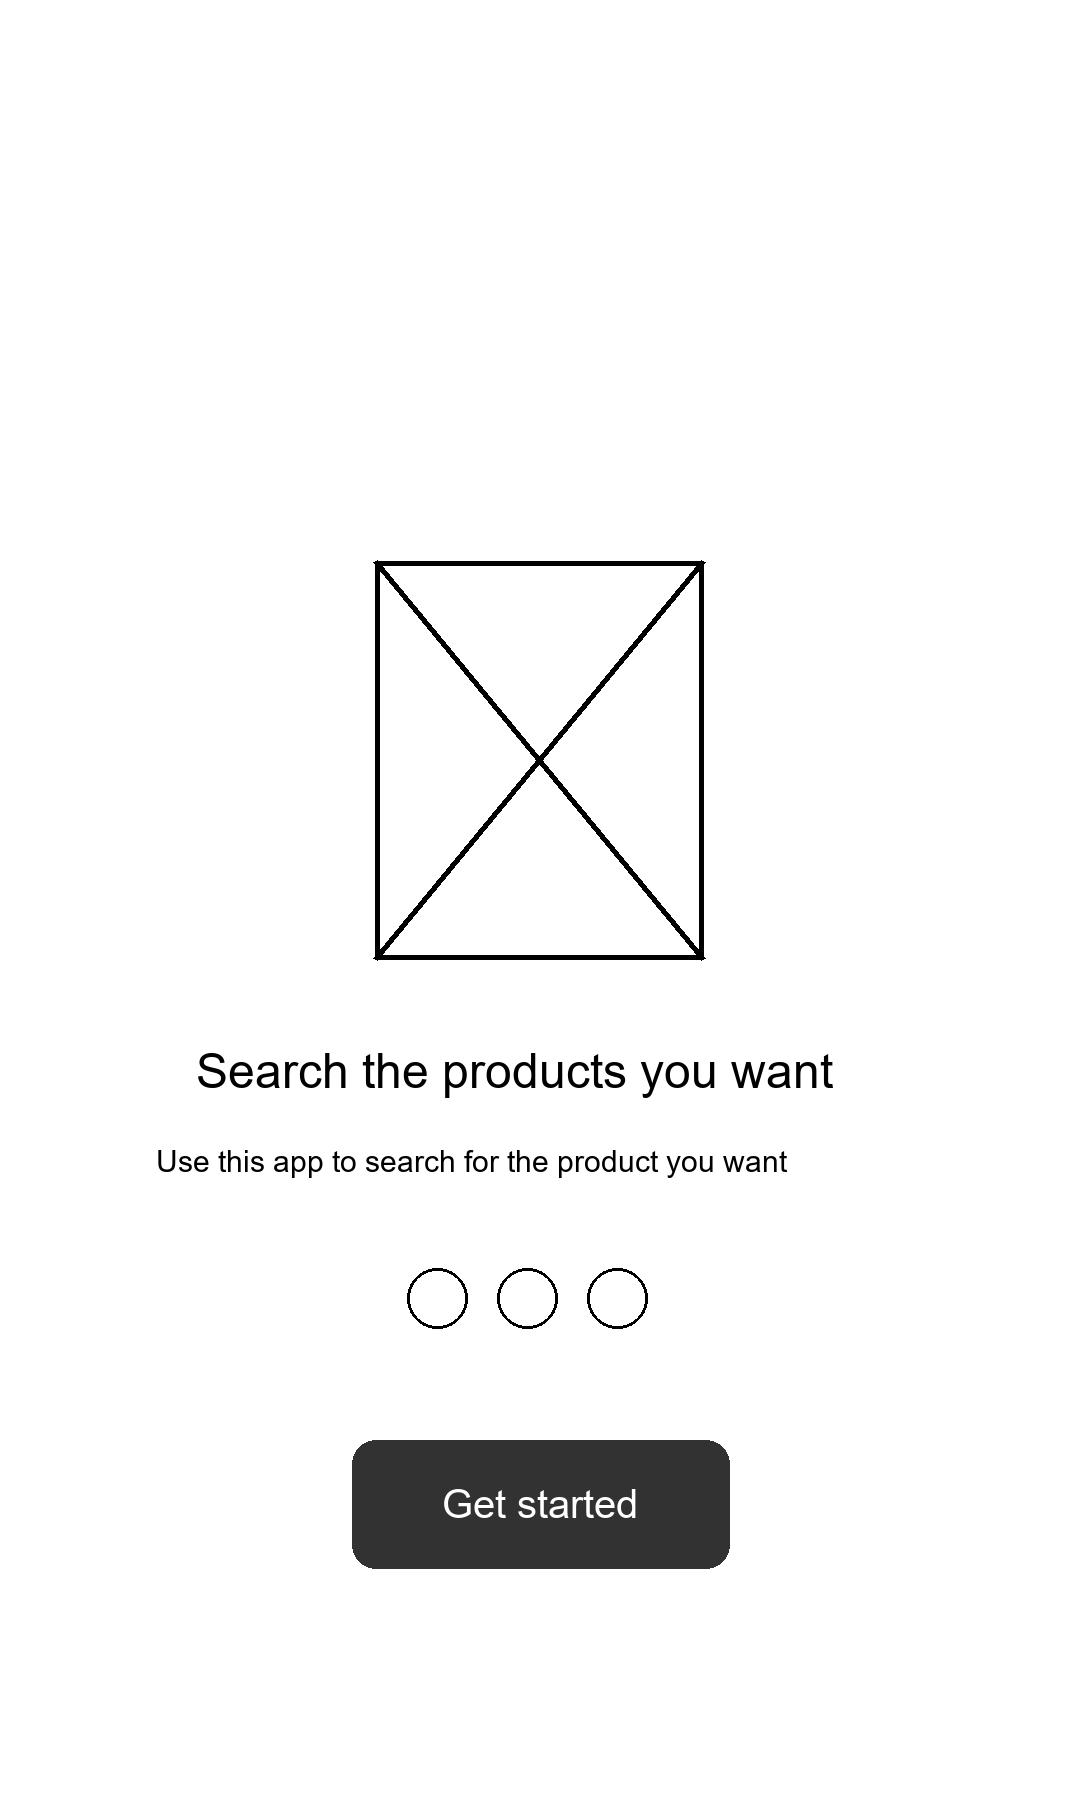 Search the products you want
Use this app to search for the product you want
Get started